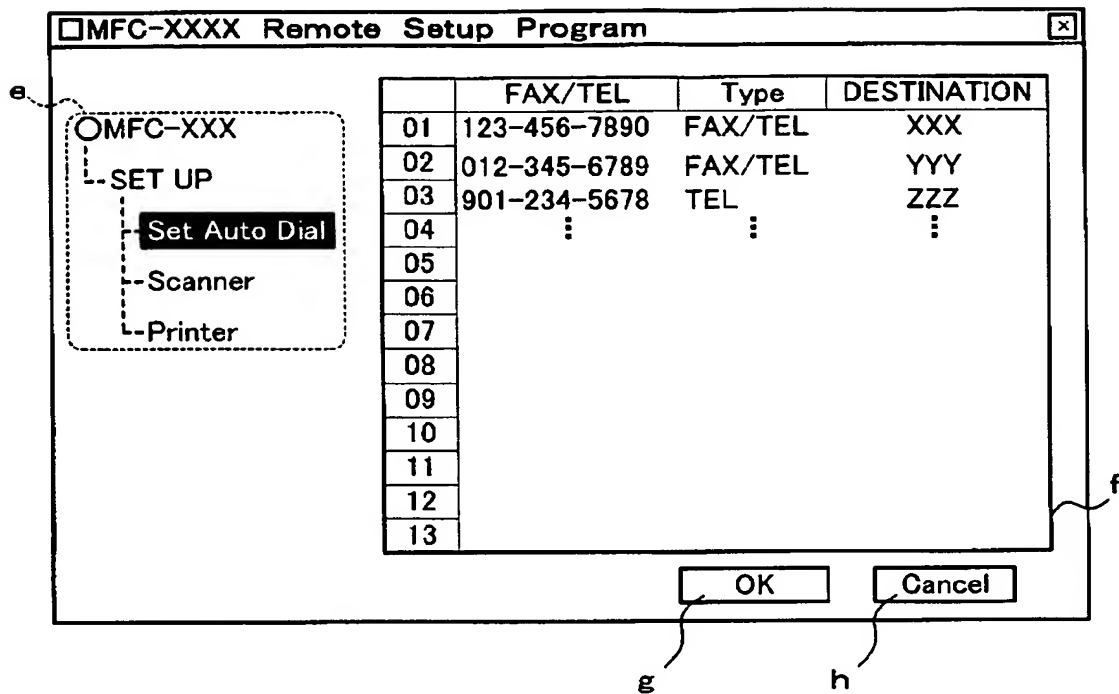 MFC-XXXX Remote Setup Program
e
MFC-XXX
SET UP
Set Auto Dial
Scanner
Printer
FAX/TEL Type DESTINATION
01 123-456-7890 FAX/TEL XXX
02 012-345-6789 FAX/TEL YYY
03 901-234-5678 TEL ZZZ
04 ⋮ ⋮ ⋮
05
06
07
08
09
10
11
12
13
f
OK Cancel
g h